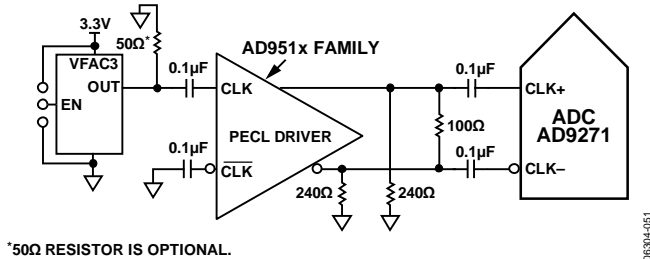 3.3V
50Ω*
VFAC3
OUT
EN
0.1µF
AD951x FAMILY
CLK
PECL DRIVER
0.1µF
CLK
240Ω
240Ω
100Ω
0.1µF
0.1µF
CLK+
ADC
AD9271
CLK–
*50Ω RESISTOR IS OPTIONAL.
06304-051